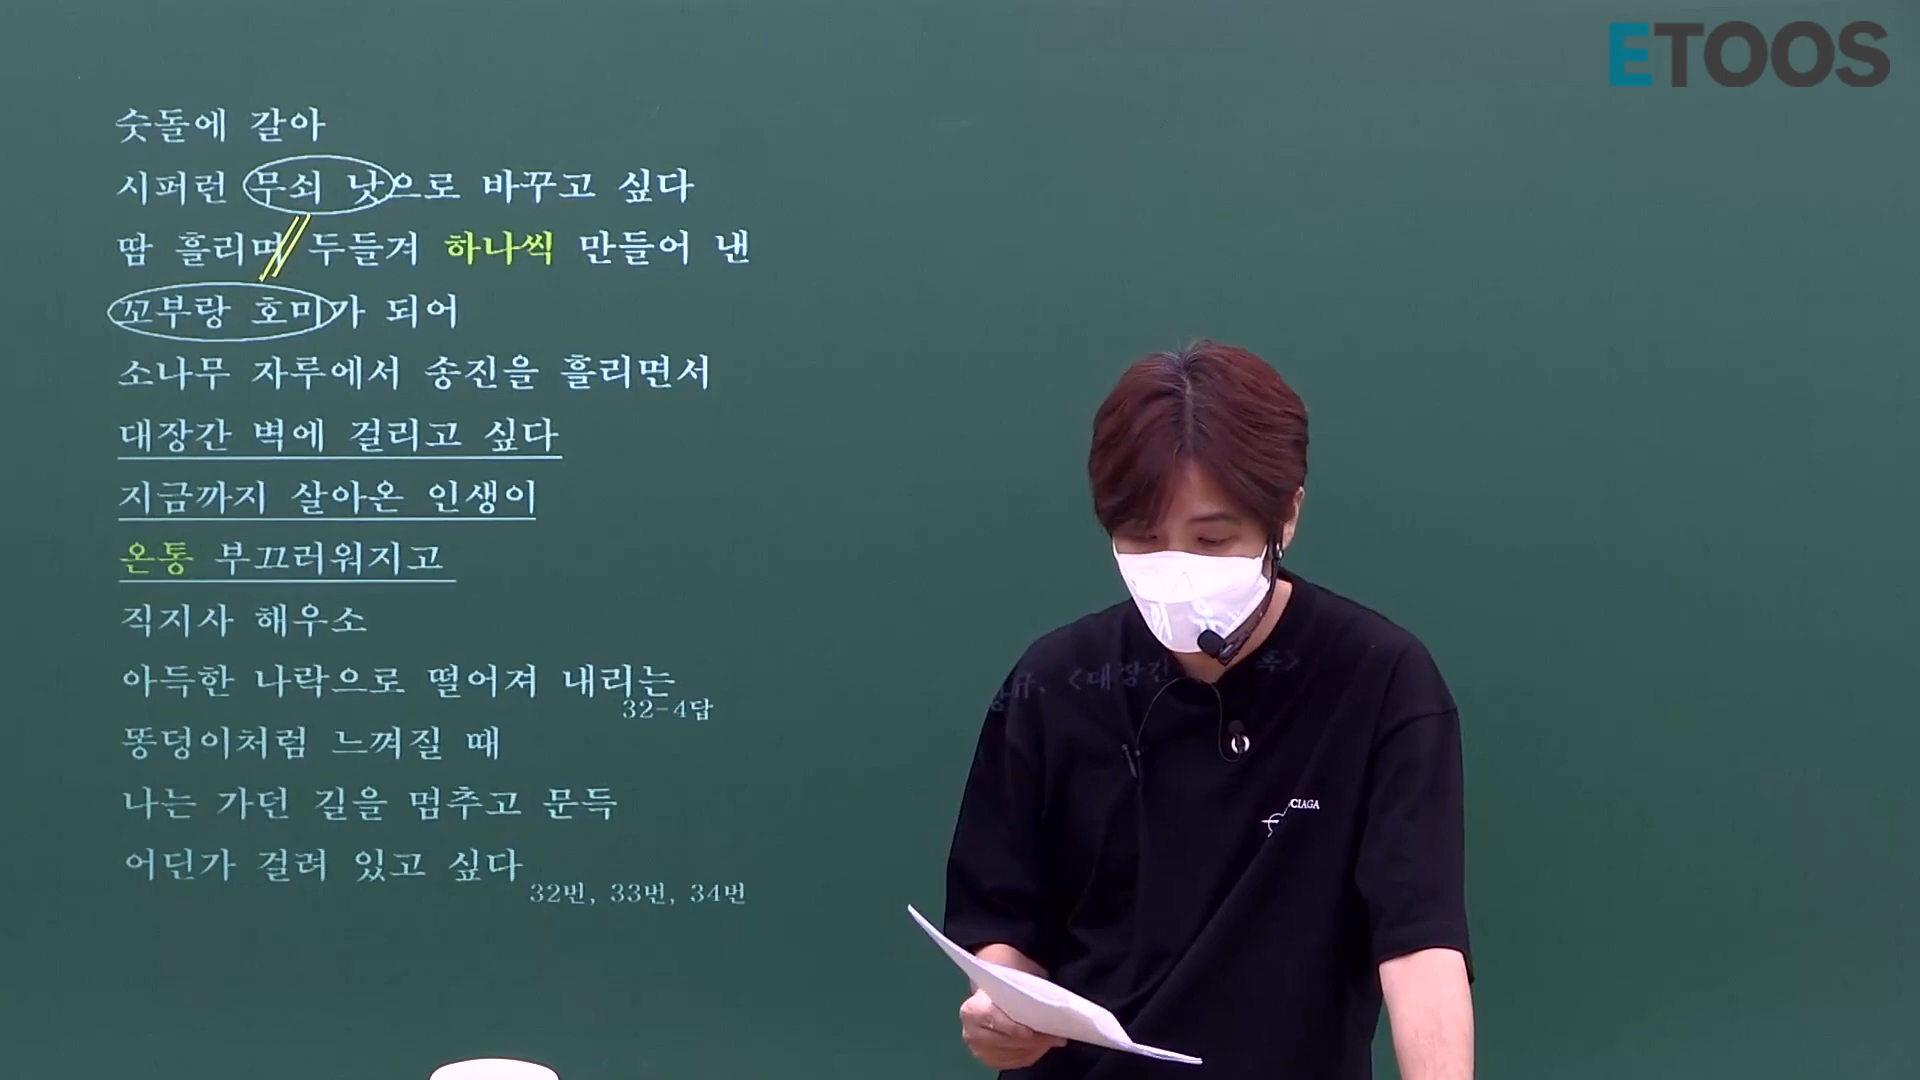 ETOOS
숫돌에 갈아
시퍼런 무쇠 낫으로 바꾸고 싶다
땀 흘리며 두들겨 하나씩 만들어 낸
꼬부랑 호미가 되어
소나무 자루에서 송진을 흘리면서
대장간 벽에 걸리고 싶다
지금까지 살아온 인생이
온통 부끄러워지고
직지사 해우소
아득한 나락으로 떨어져 내리는
32-4답
똥덩이처럼 느껴질 때
나는 가던 길을 멈추고 문득
어딘가 걸려 있고 싶다
32번, 33번, 34번
CIAGA